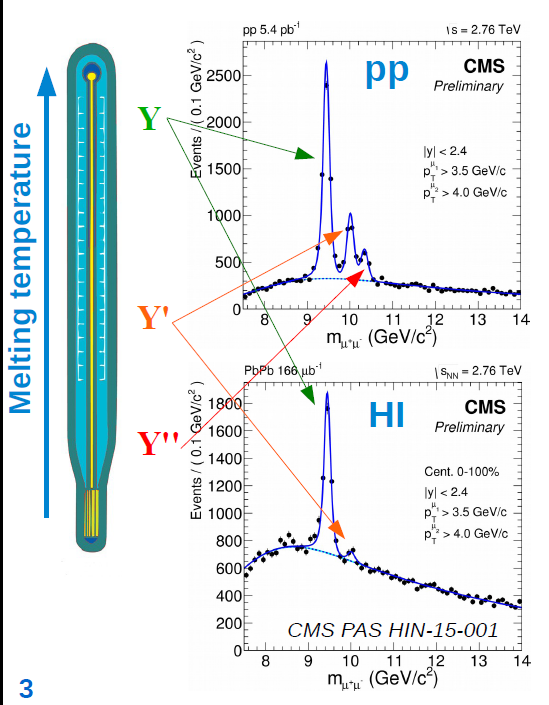 Melting temperature
Υ
Υ'
Υ''
pp 5.4 pb⁻¹
√s = 2.76 TeV
pp
CMS
Preliminary
|y| < 2.4
p_T^μ₁ > 3.5 GeV/c
p_T^μ₂ > 4.0 GeV/c
Events / ( 0.1 GeV/c² )
2500
2000
1500
1000
500
0
8 9 10 11 12 13 14
m_μ⁺μ⁻ (GeV/c²)
PbPb 166 μb⁻¹
√s_NN = 2.76 TeV
HI
CMS
Preliminary
Cent. 0-100%
|y| < 2.4
p_T^μ₁ > 3.5 GeV/c
p_T^μ₂ > 4.0 GeV/c
Events / ( 0.1 GeV/c² )
1800
1600
1400
1200
1000
800
600
400
200
0
CMS PAS HIN-15-001
8 9 10 11 12 13 14
m_μ⁺μ⁻ (GeV/c²)
3